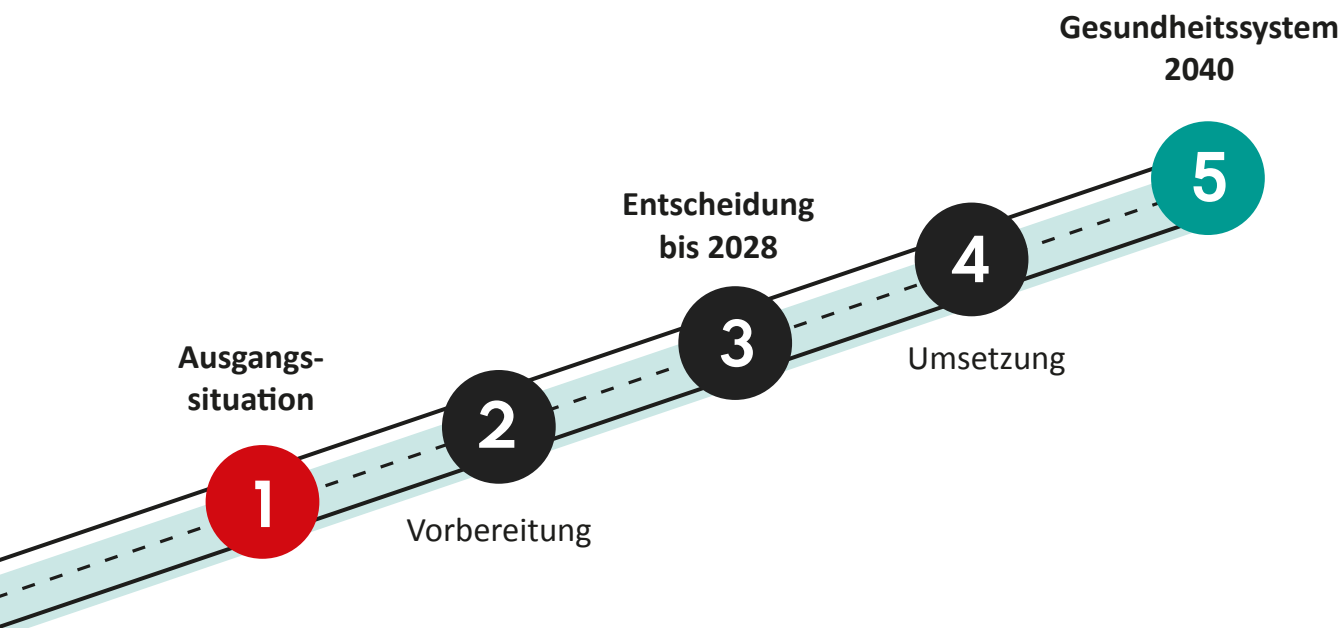 Gesundheitssystem
2040
5
Entscheidung
bis 2028
4
Umsetzung
3
Ausgangs-
situation
2
Vorbereitung
1